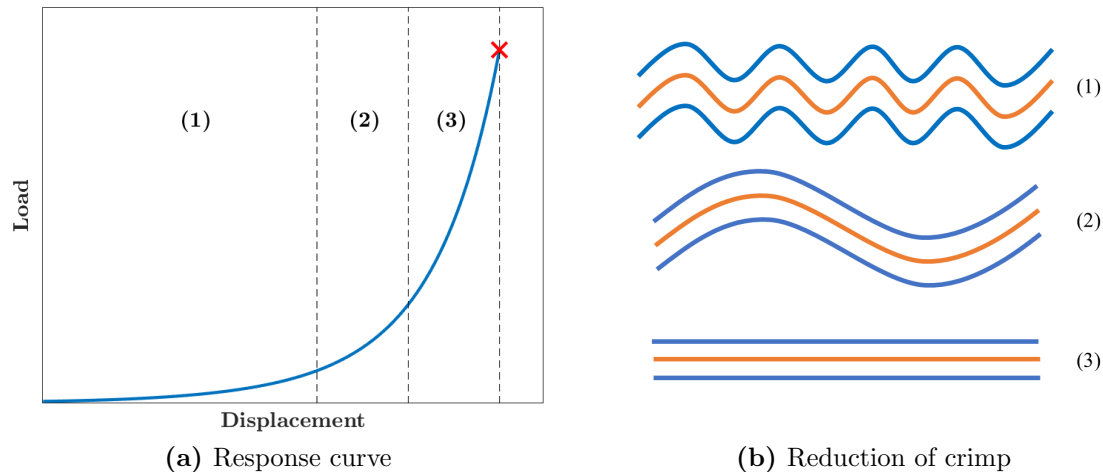 (1)
(2)
(3)
Load
Displacement
(a) Response curve
(1)
(2)
(3)
(b) Reduction of crimp